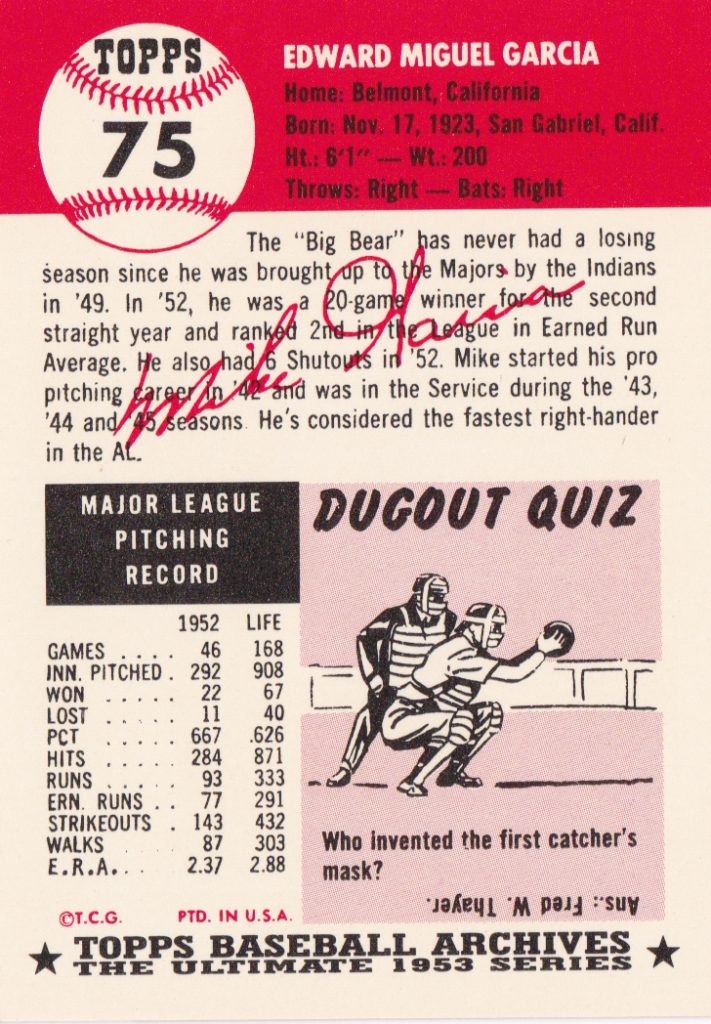 TOPPS
75
EDWARD MIGUEL GARCIA
Home: Belmont, California
Born: Nov. 17, 1923, San Gabriel, Calif.
Ht.: 6'1" — Wt.: 200
Throws: Right — Bats: Right
The "Big Bear" has never had a losing
season since he was brought up to the Majors by the Indians
in '49. In '52, he was a 20-game winner for the second
straight year and ranked 2nd in the League in Earned Run
Average. He also had 6 Shutouts in '52. Mike started his pro
pitching career in '42 and was in the Service during the '43,
'44 and '45 seasons. He's considered the fastest right-hander
in the AL.
Mike Garcia
MAJOR LEAGUE
PITCHING
RECORD
1952 LIFE
GAMES . . . . 46 168
INN. PITCHED . 292 908
WON . . . . . 22 67
LOST . . . . . 11 40
PCT . . . . . 667 .626
HITS . . . . . 284 871
RUNS . . . . . 93 333
ERN. RUNS . . 77 291
STRIKEOUTS . 143 432
WALKS . . . . 87 303
E.R.A. . . . 2.37 2.88
©T.C.G. PTD. IN U.S.A.
DUGOUT QUIZ
Who invented the first catcher's
mask?
Ans.: Fred W. Thayer.
TOPPS BASEBALL ARCHIVES
THE ULTIMATE 1953 SERIES